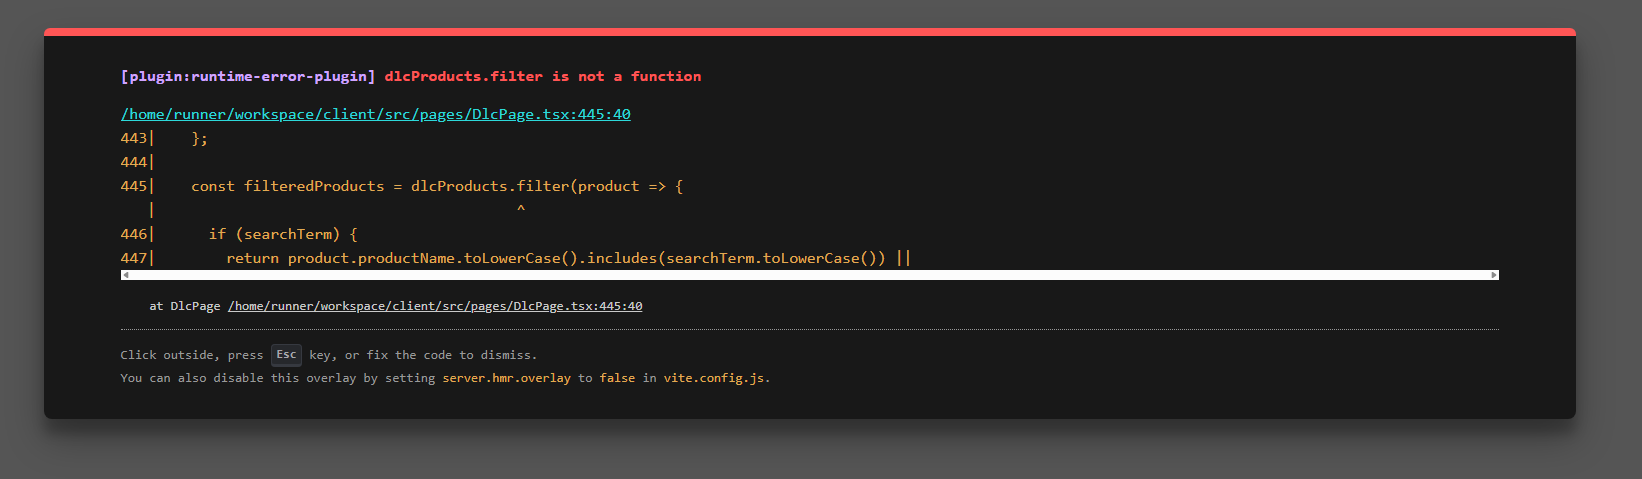 [plugin:runtime-error-plugin] dlcProducts.filter is not a function
/home/runner/workspace/client/src/pages/DlcPage.tsx:445:40
443|    };
444|
445|    const filteredProducts = dlcProducts.filter(product => {
   |                                         ^
446|      if (searchTerm) {
447|        return product.productName.toLowerCase().includes(searchTerm.toLowerCase()) ||
at DlcPage /home/runner/workspace/client/src/pages/DlcPage.tsx:445:40
Click outside, press Esc key, or fix the code to dismiss.
You can also disable this overlay by setting server.hmr.overlay to false in vite.config.js.